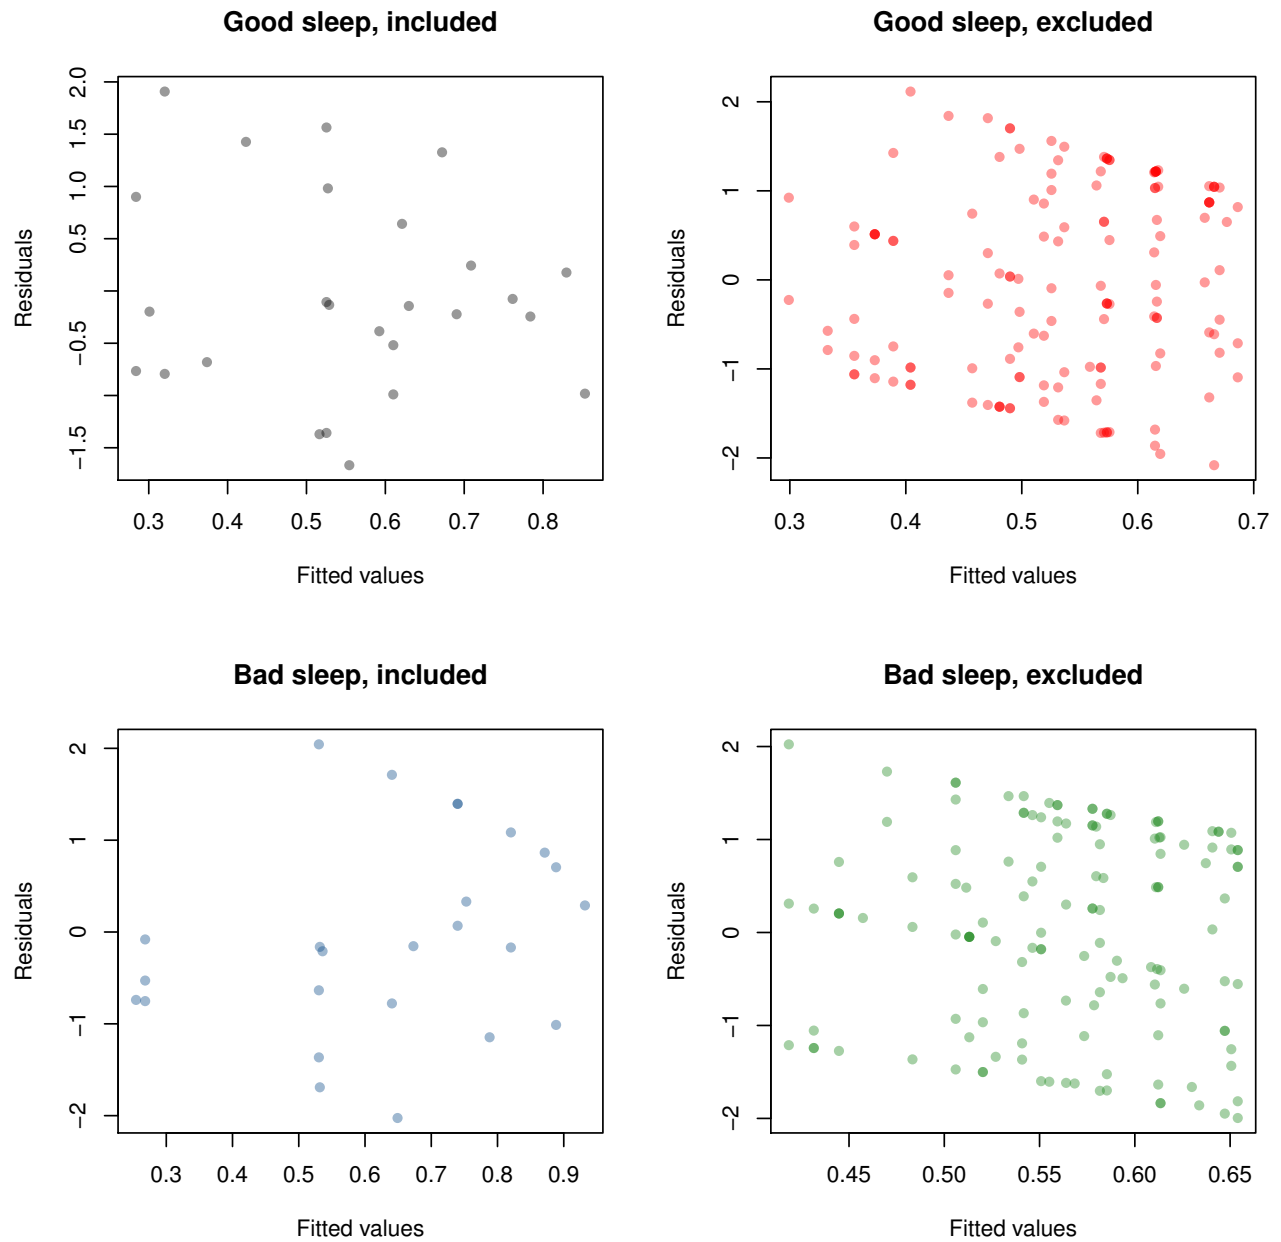 Good sleep, included
Residuals
2.0
1.5
1.0
0.5
−0.5
−1.5
0.3 0.4 0.5 0.6 0.7 0.8
Fitted values
Good sleep, excluded
Residuals
2
1
0
−1
−2
0.3 0.4 0.5 0.6 0.7
Fitted values
Bad sleep, included
Residuals
2
1
0
−1
−2
0.3 0.4 0.5 0.6 0.7 0.8 0.9
Fitted values
Bad sleep, excluded
Residuals
2
1
0
−1
−2
0.45 0.50 0.55 0.60 0.65
Fitted values